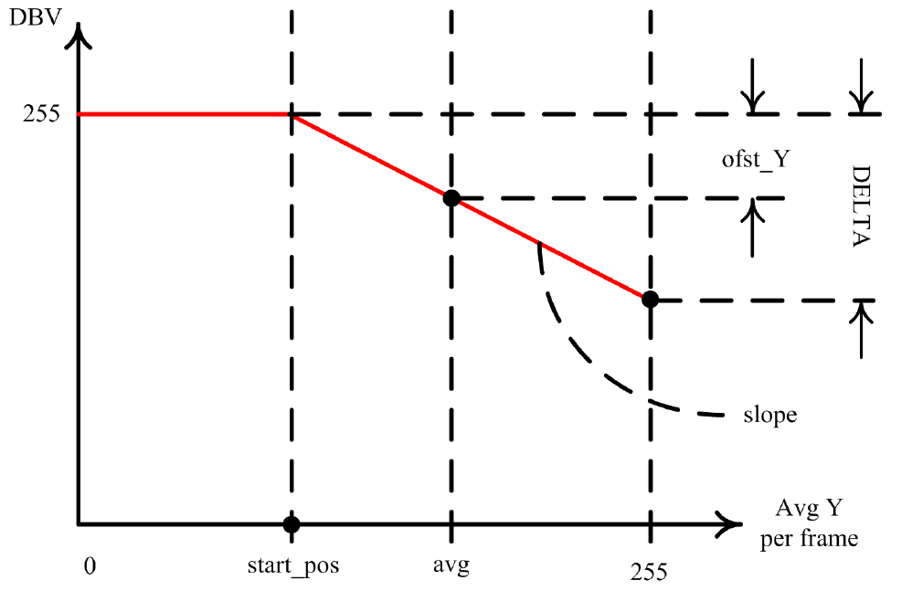 DBV
255
ofst_Y
DELTA
slope
Avg Y
per frame
0
start_pos
avg
255